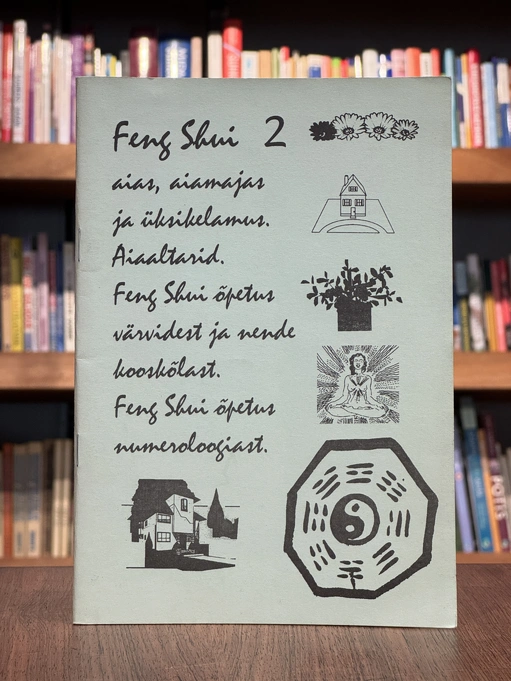 Feng Shui 2
aias, aiamajas
ja üksikelamus.
Aiaaltarid.
Feng Shui õpetus
värvidest ja nende
kooskõlast.
Feng Shui õpetus
numeroloogiast.